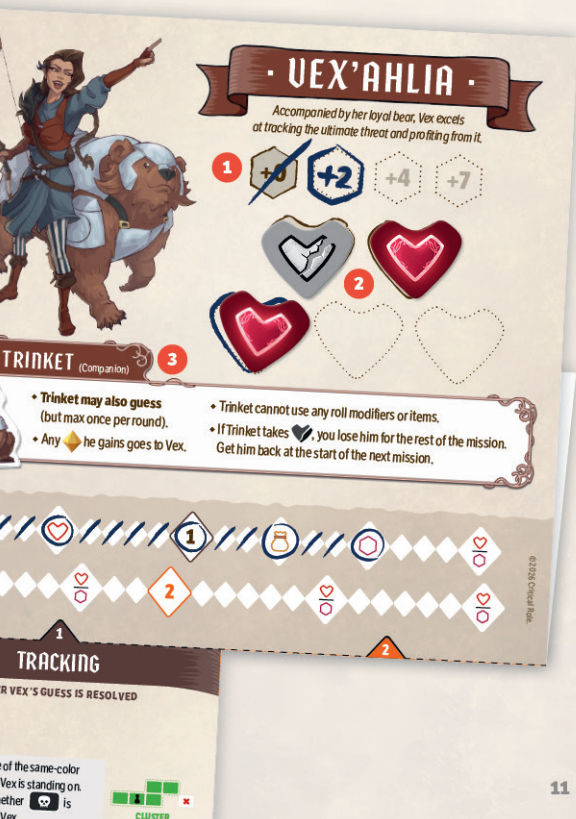 · VEX'AHLIA ·
Accompanied by her loyal bear, Vex excels
at tracking the ultimate threat and profiting from it.
1
+0
+2
+4
+7
2
TRINKET (Companion)
3
• Trinket may also guess
(but max once per round).
• Any he gains goes to Vex.
• Trinket cannot use any roll modifiers or items.
• If Trinket takes , you lose him for the rest of the mission.
Get him back at the start of the next mission.
1
2
©2026 Critical Role.
1
2
TRACKING
VEX'S GUESS IS RESOLVED
of the same-color
Vex is standing on.
is
Vex
CLUSTER
11